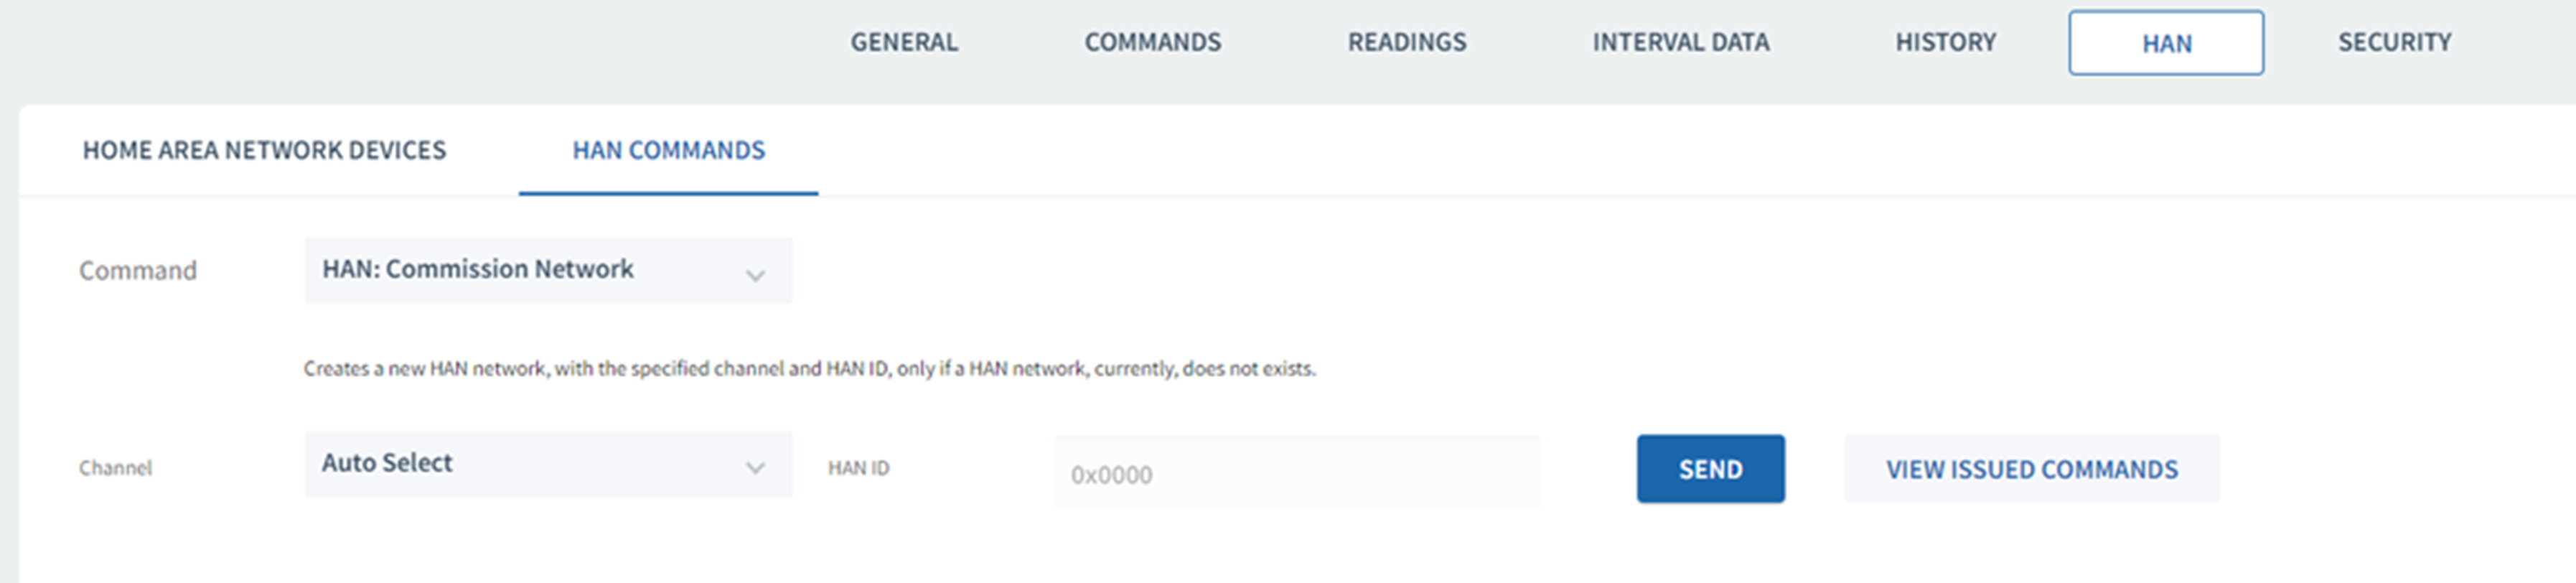 GENERAL COMMANDS READINGS INTERVAL DATA HISTORY HAN SECURITY
HOME AREA NETWORK DEVICES HAN COMMANDS
Command HAN: Commission Network
Creates a new HAN network, with the specified channel and HAN ID, only if a HAN network, currently, does not exists.
Channel Auto Select HAN ID 0x0000 SEND VIEW ISSUED COMMANDS